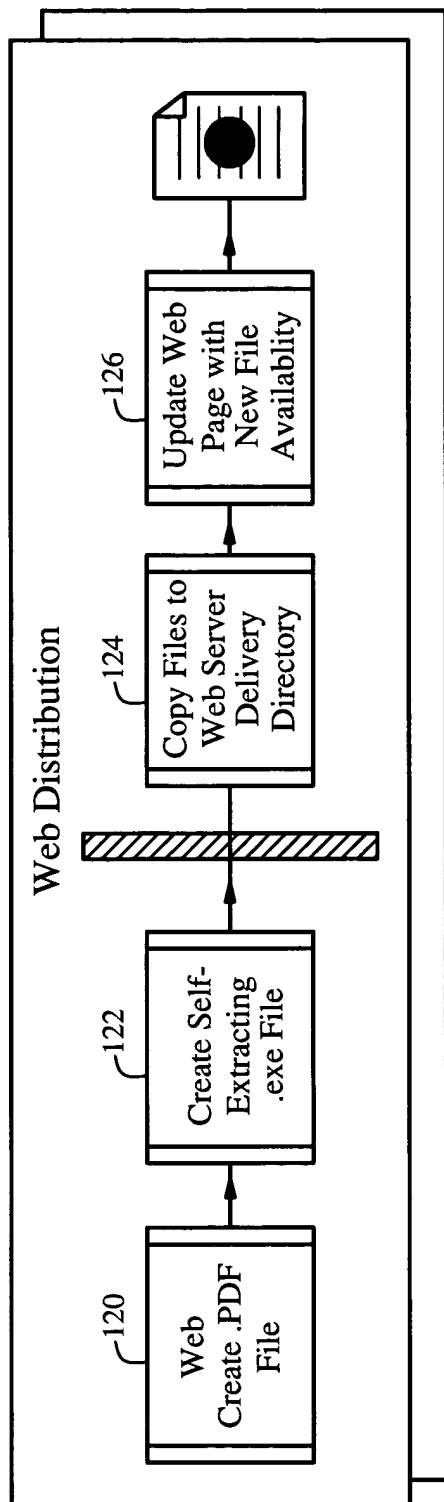 Web Distribution
120
Web
Create .PDF
File
122
Create Self-
Extracting
.exe File
124
Copy Files to
Web Server
Delivery
Directory
126
Update Web
Page with
New File
Availablity